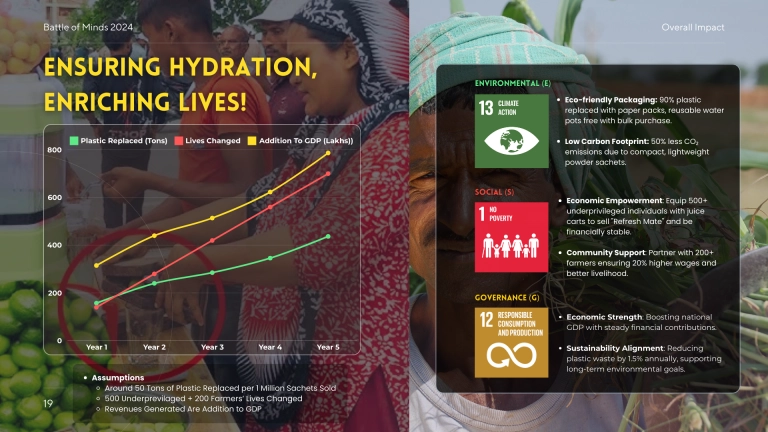 Battle of Minds 2024
Overall Impact
ENSURING HYDRATION,
ENRICHING LIVES!
Plastic Replaced (Tons) Lives Changed Addition To GDP (Lakhs))
800
600
400
200
0
Year 1 Year 2 Year 3 Year 4 Year 5
Assumptions
Around 50 Tons of Plastic Replaced per 1 Million Sachets Sold
500 Underprevilaged + 200 Farmers' Lives Changed
Revenues Generated Are Addition to GDP
19
ENVIRONMENTAL (E)
13 CLIMATE
ACTION
Eco-friendly Packaging: 90% plastic
replaced with paper packs, reusable water
pots free with bulk purchase.
Low Carbon Footprint: 50% less CO₂
emissions due to compact, lightweight
powder sachets.
SOCIAL (S)
1 NO
POVERTY
Economic Empowerment: Equip 500+
underprivileged individuals with juice
carts to sell "Refresh Mate" and be
financially stable.
Community Support: Partner with 200+
farmers ensuring 20% higher wages and
better livelihood.
GOVERNANCE (G)
12 RESPONSIBLE
CONSUMPTION
AND PRODUCTION
Economic Strength: Boosting national
GDP with steady financial contributions.
Sustainability Alignment: Reducing
plastic waste by 1.5% annually, supporting
long-term environmental goals.